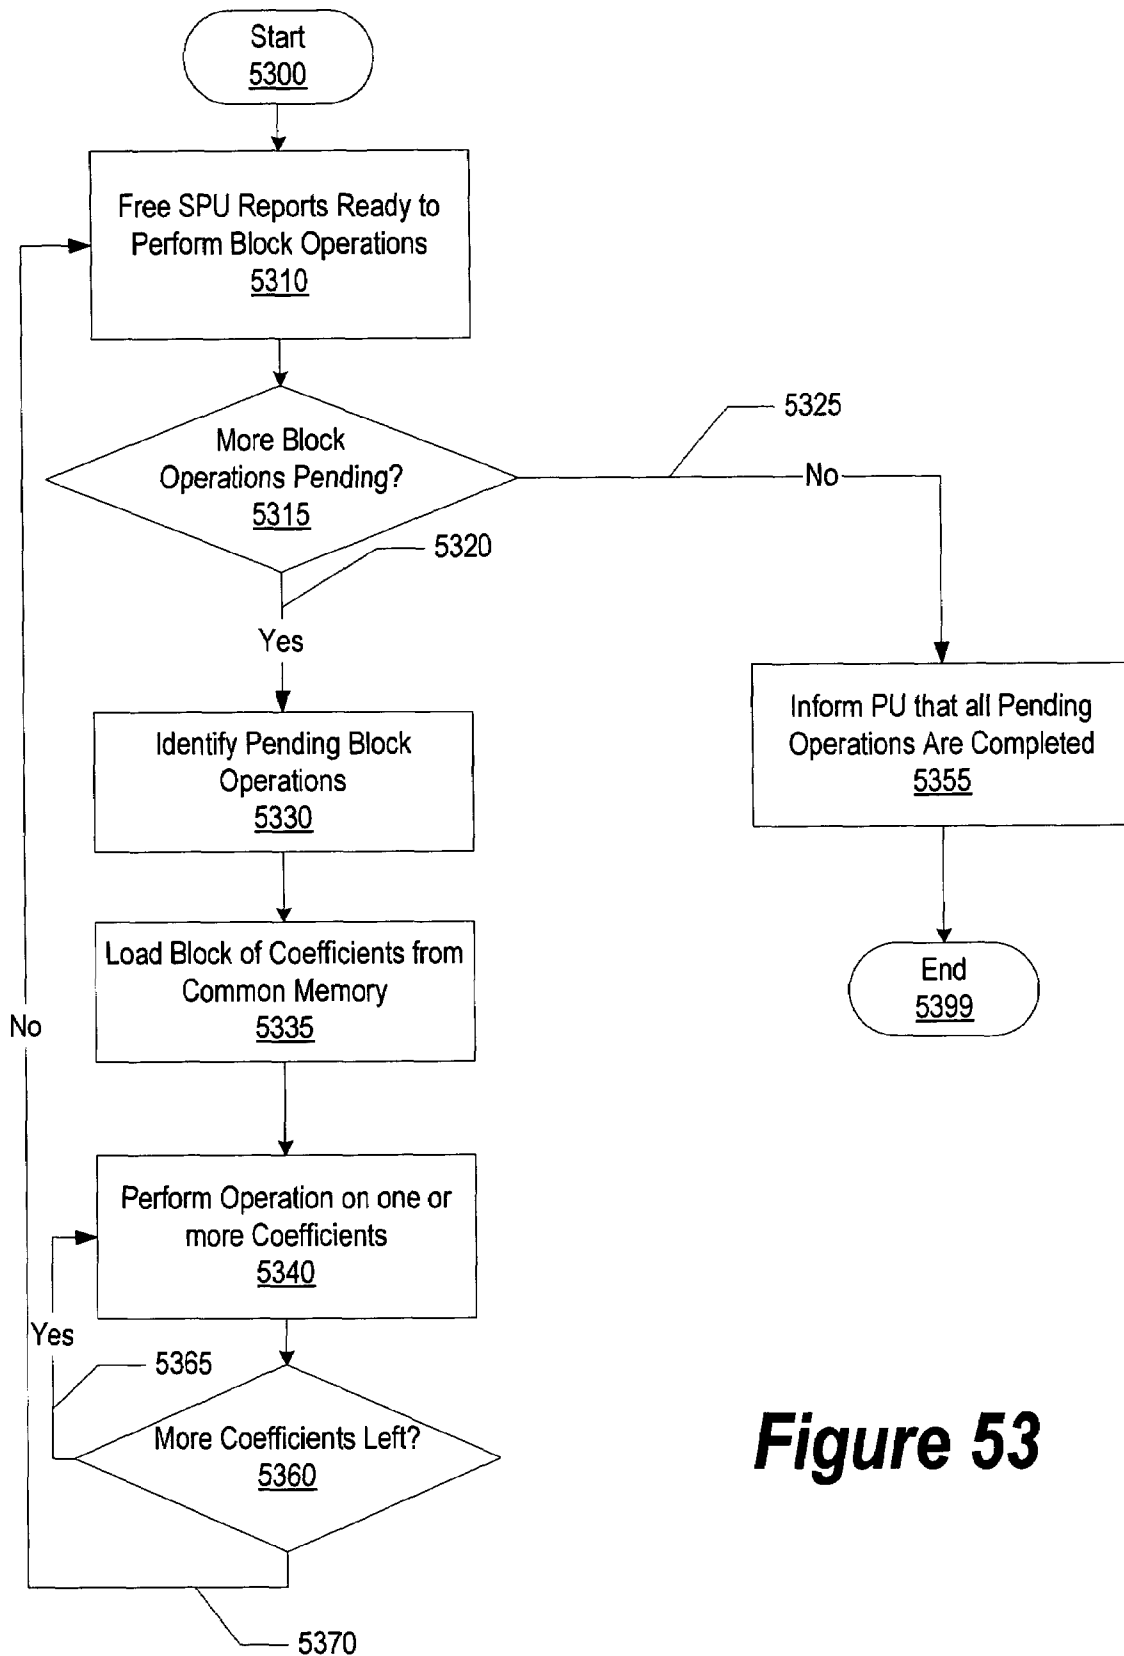 Start
5300
Free SPU Reports Ready to
Perform Block Operations
5310
More Block
Operations Pending?
5315
5325
No
5320
Yes
Identify Pending Block
Operations
5330
Inform PU that all Pending
Operations Are Completed
5355
Load Block of Coefficients from
Common Memory
5335
End
5399
No
Perform Operation on one or
more Coefficients
5340
Yes
5365
More Coefficients Left?
5360
5370
Figure 53